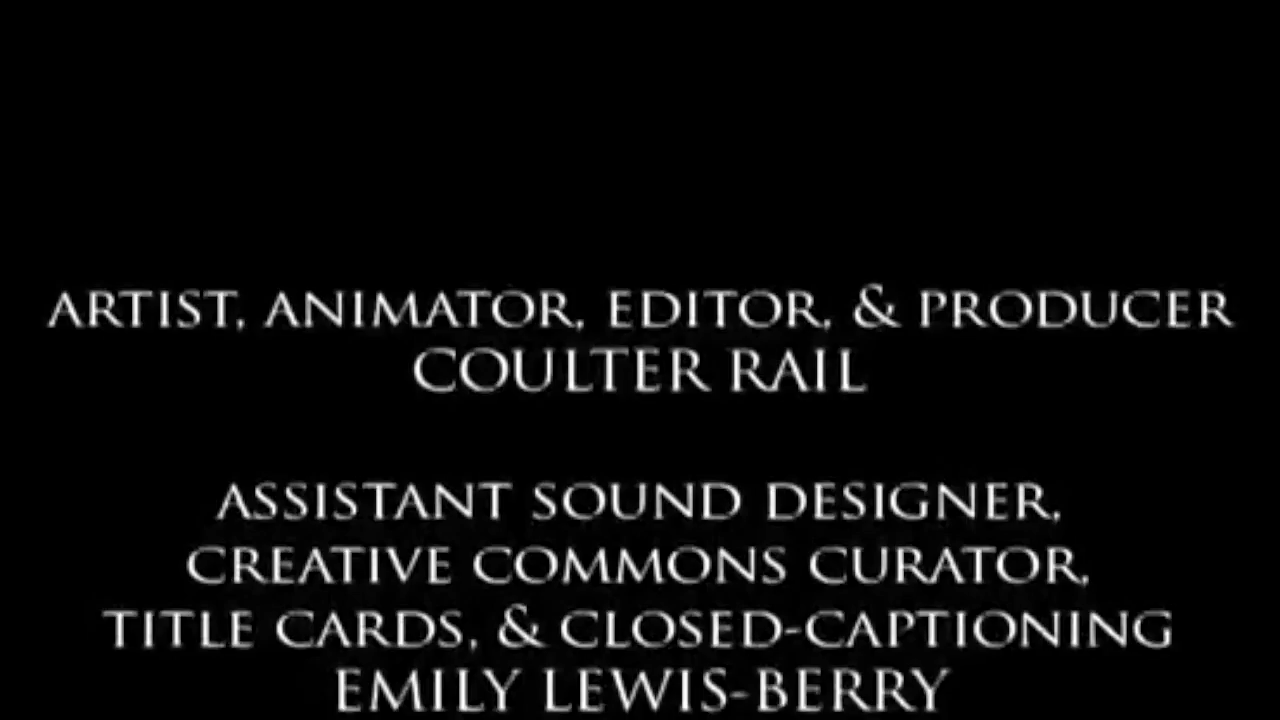 ARTIST, ANIMATOR, EDITOR, & PRODUCER
COULTER RAIL
ASSISTANT SOUND DESIGNER,
CREATIVE COMMONS CURATOR,
TITLE CARDS, & CLOSED-CAPTIONING
EMILY LEWIS-BERRY